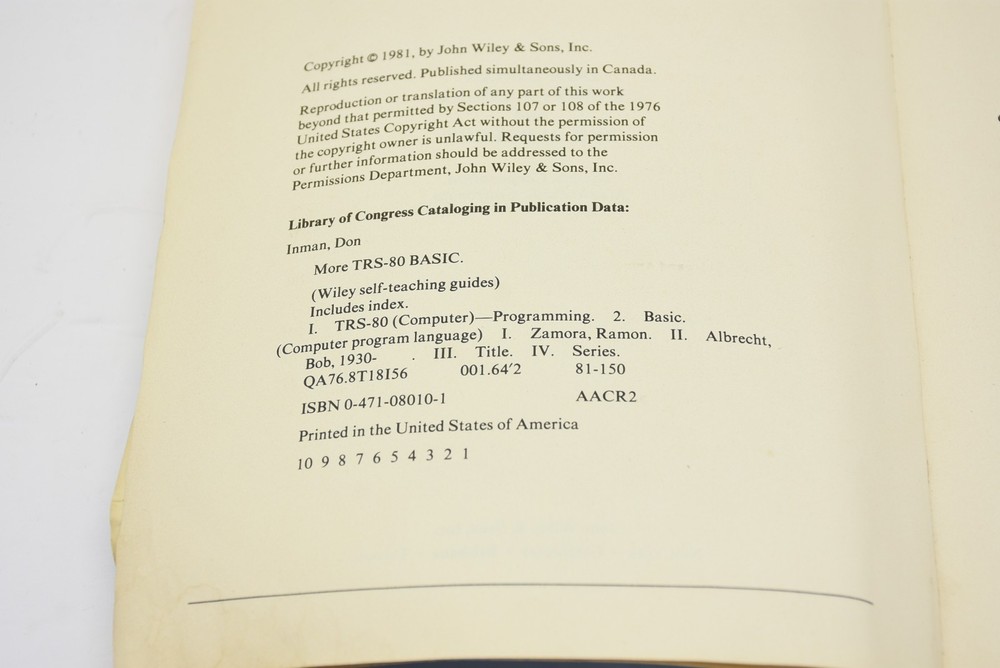 Copyright © 1981, by John Wiley & Sons, Inc.
All rights reserved. Published simultaneously in Canada.
Reproduction or translation of any part of this work
beyond that permitted by Sections 107 or 108 of the 1976
United States Copyright Act without the permission of
the copyright owner is unlawful. Requests for permission
or further information should be addressed to the
Permissions Department, John Wiley & Sons, Inc.
Library of Congress Cataloging in Publication Data:
Inman, Don
More TRS-80 BASIC.
(Wiley self-teaching guides)
Includes index.
I. TRS-80 (Computer)—Programming. 2. Basic.
(Computer program language) I. Zamora, Ramon. II. Albrecht,
Bob, 1930- . III. Title. IV. Series.
QA76.8T18I56 001.64′2 81-150
ISBN 0-471-08010-1 AACR2
Printed in the United States of America
10 9 8 7 6 5 4 3 2 1